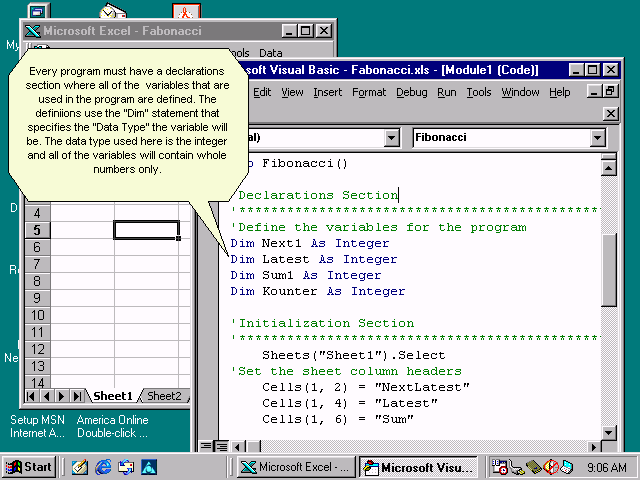 Microsoft Excel - Fabonacci
My
Tools Data
Every program must have a declarations
section where all of the variables that are
used in the program are defined. The
definiions use the "Dim" statement that
specifies the "Data Type" the variable will
be. The data type used here is the integer
and all of the variables will contain whole
numbers only.
soft Visual Basic - Fabonacci.xls - [Module1 (Code)]
Edit View Insert Format Debug Run Tools
Add-Ins Window Help
Fibonacci
Fibonacci()
Declarations Section
'*****************************************
'Define the variables for the program
Dim Next1 As Integer
Dim Latest As Integer
Dim Sum1 As Integer
Dim Kounter As Integer
'Initialization Section
'*****************************************
Sheets("Sheet1").Select
'Set the sheet column headers
Cells(1, 2) = "NextLatest"
Cells(1, 4) = "Latest"
Cells(1, 6) = "Sum"
4
5
6
7
8
9
10
11
12
13
14
Sheet1 Sheet2
Setup MSN America Online
Internet A... Double-click ...
Start
Microsoft Excel - ...
Microsoft Visu...
9:06 AM